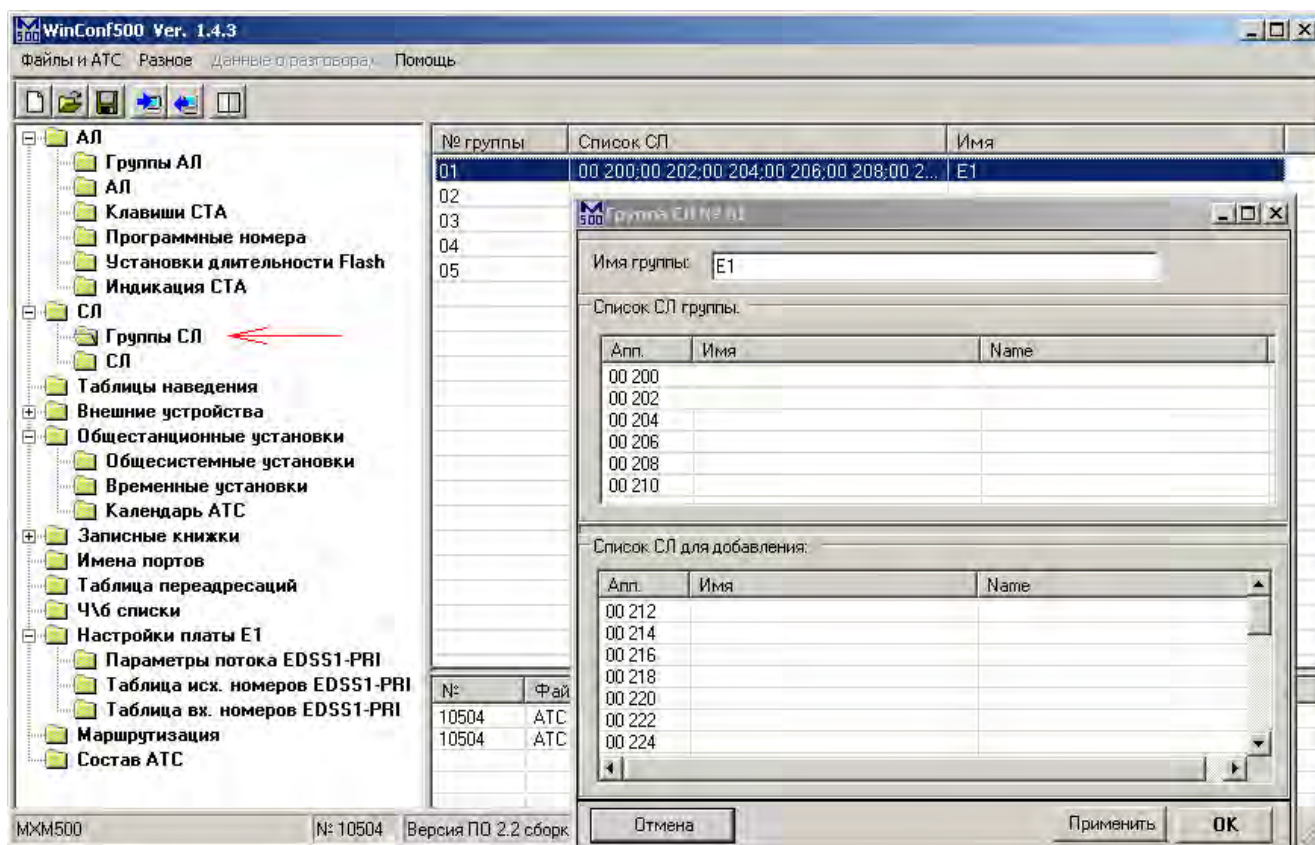 WinConf500 Ver. 1.4.3
Файлы и АТС Разное Данные о разговорах Помощь
АЛ
Группы АЛ
АЛ
Клавиши СТА
Программные номера
Установки длительности Flash
Индикация СТА
СЛ
Группы СЛ
СЛ
Таблицы наведения
Внешние устройства
Общестанционные установки
Общесистемные установки
Временные установки
Календарь АТС
Записные книжки
Имена портов
Таблица переадресаций
Ч\б списки
Настройки платы E1
Параметры потока EDSS1-PRI
Таблица исх. номеров EDSS1-PRI
Таблица вх. номеров EDSS1-PRI
Маршрутизация
Состав АТС
№ группы Список СЛ Имя
01 00 200;00 202;00 204;00 206;00 208;00 2... E1
02
03
04
05
Группа СЛ № 01
Имя группы: E1
Список СЛ группы:
Апп. Имя Name
00 200
00 202
00 204
00 206
00 208
00 210
Список СЛ для добавления:
Апп. Имя Name
00 212
00 214
00 216
00 218
00 220
00 222
00 224
Отмена Применить OK
№ Фай
10504 АТС
10504 АТС
МХМ500 № 10504 Версия ПО 2.2 сборк